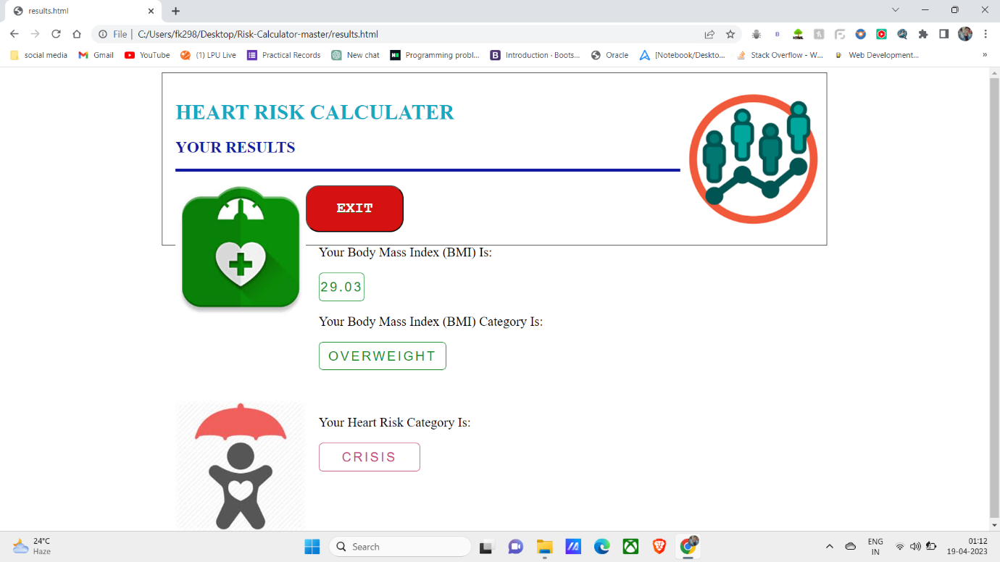 results.html
File | C:/Users/fk298/Desktop/Risk-Calculator-master/results.html
social media Gmail YouTube (1) LPU Live Practical Records New chat Programming probl... Introduction · Boots... Oracle [Notebook/Deskto... Stack Overflow - W... Web Development... »
HEART RISK CALCULATER
YOUR RESULTS
EXIT
Your Body Mass Index (BMI) Is:
29.03
Your Body Mass Index (BMI) Category Is:
OVERWEIGHT
Your Heart Risk Category Is:
CRISIS
24°C
Haze
Search
ENG
IN
01:12
19-04-2023